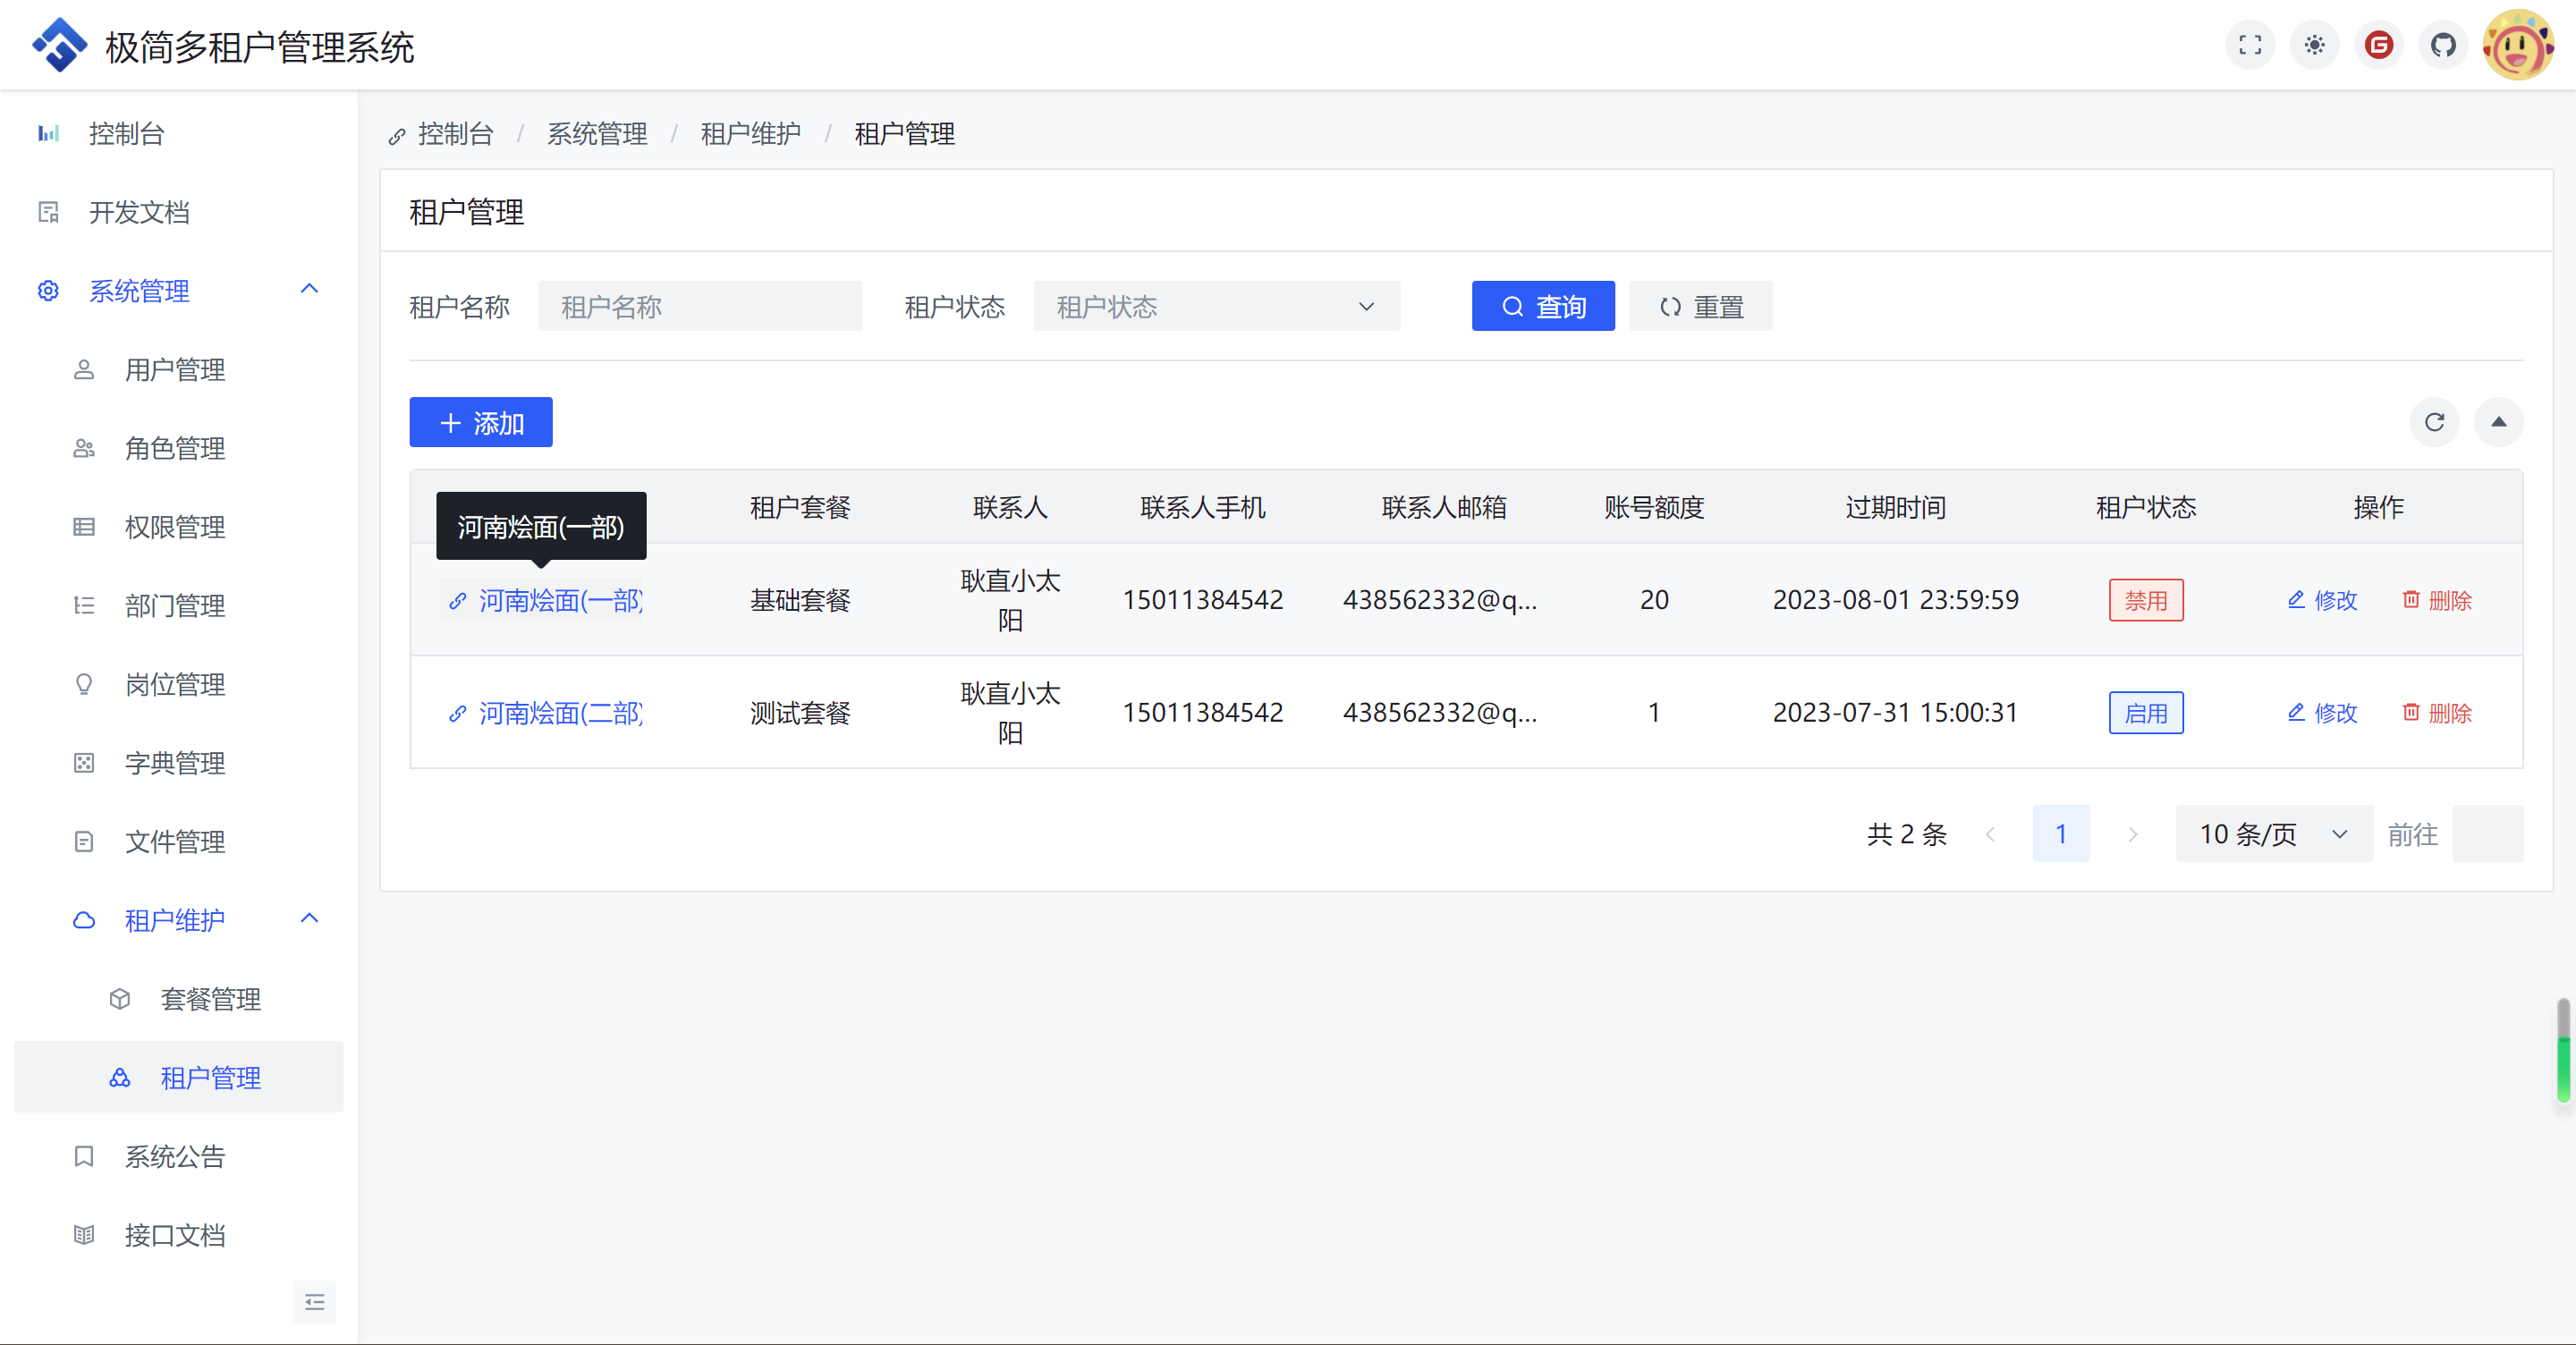 极简多租户管理系统
控制台
开发文档
系统管理
用户管理
角色管理
权限管理
部门管理
岗位管理
字典管理
文件管理
租户维护
套餐管理
租户管理
系统公告
接口文档
控制台 / 系统管理 / 租户维护 / 租户管理
租户管理
租户名称 租户名称 租户状态 租户状态 查询 重置
添加
租户套餐 联系人 联系人手机 联系人邮箱 账号额度 过期时间 租户状态 操作
河南烩面(一部)
河南烩面(一部) 基础套餐 耿直小太阳 15011384542 438562332@q... 20 2023-08-01 23:59:59 禁用 修改 删除
河南烩面(二部) 测试套餐 耿直小太阳 15011384542 438562332@q... 1 2023-07-31 15:00:31 启用 修改 删除
共 2 条 1 10 条/页 前往